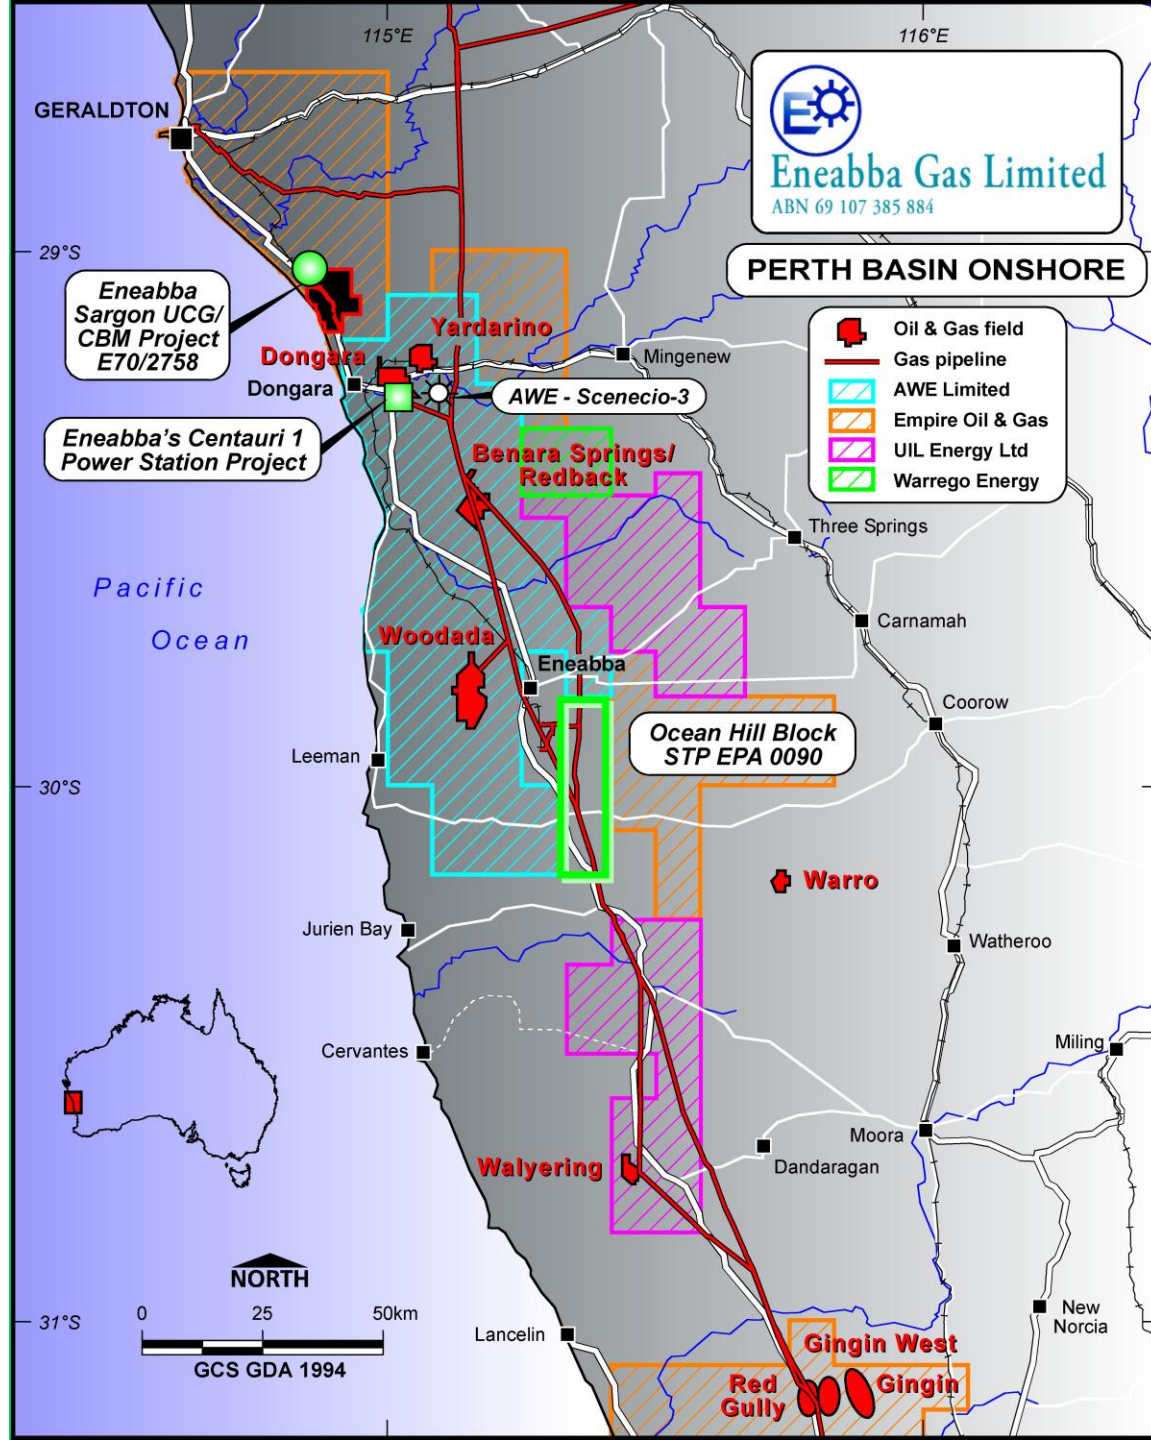 115°E
116°E
GERALDTON
Eneabba Gas Limited
ABN 69 107 385 884
29°S
PERTH BASIN ONSHORE
Eneabba
Sargon UCG/
CBM Project
E70/2758
Oil & Gas field
Gas pipeline
AWE Limited
Empire Oil & Gas
UIL Energy Ltd
Warrego Energy
Yardarino
Dongara
Mingenew
Dongara
AWE - Scenecio-3
Eneabba's Centauri 1
Power Station Project
Benara Springs/
Redback
Three Springs
Pacific
Ocean
Carnamah
Woodada
Eneabba
Coorow
Ocean Hill Block
STP EPA 0090
Leeman
30°S
Warro
Jurien Bay
Watheroo
Cervantes
Miling
Moora
Dandaragan
Walyering
NORTH
0 25 50km
GCS GDA 1994
31°S
Lancelin
New
Norcia
Gingin West
Red
Gully
Gingin